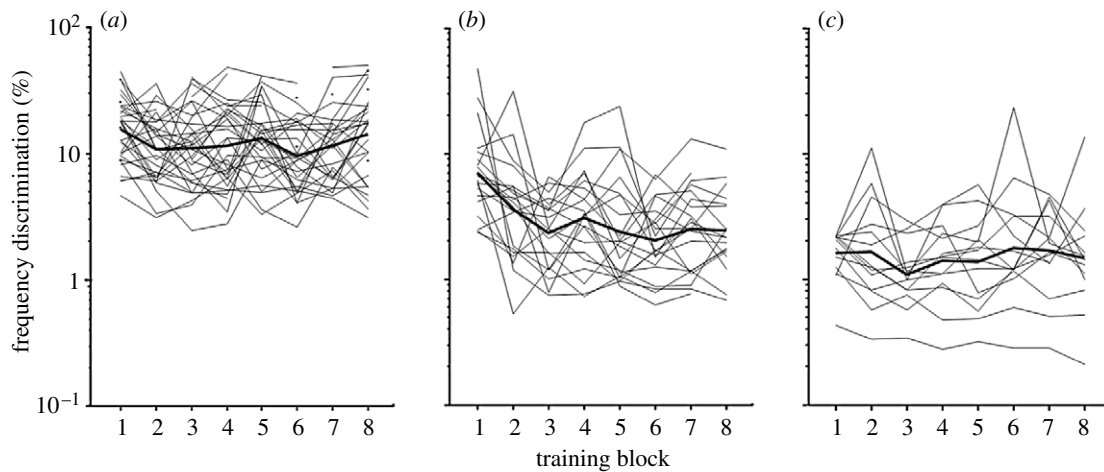 (a) (b) (c)
10²
10
1
10⁻¹
frequency discrimination (%)
1 2 3 4 5 6 7 8 1 2 3 4 5 6 7 8 1 2 3 4 5 6 7 8
training block